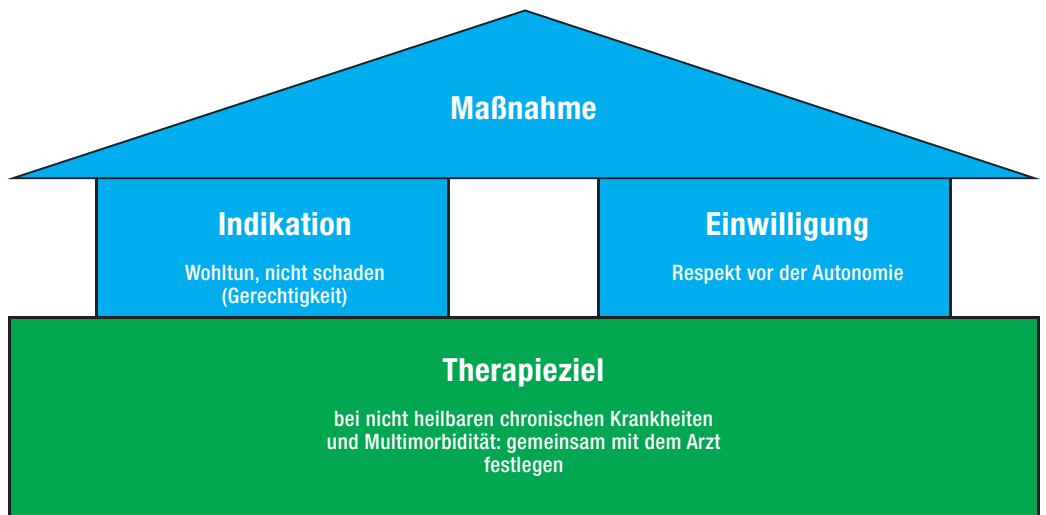 Maßnahme
Indikation
Wohltun, nicht schaden
(Gerechtigkeit)
Einwilligung
Respekt vor der Autonomie
Therapieziel
bei nicht heilbaren chronischen Krankheiten
und Multimorbidität: gemeinsam mit dem Arzt
festlegen